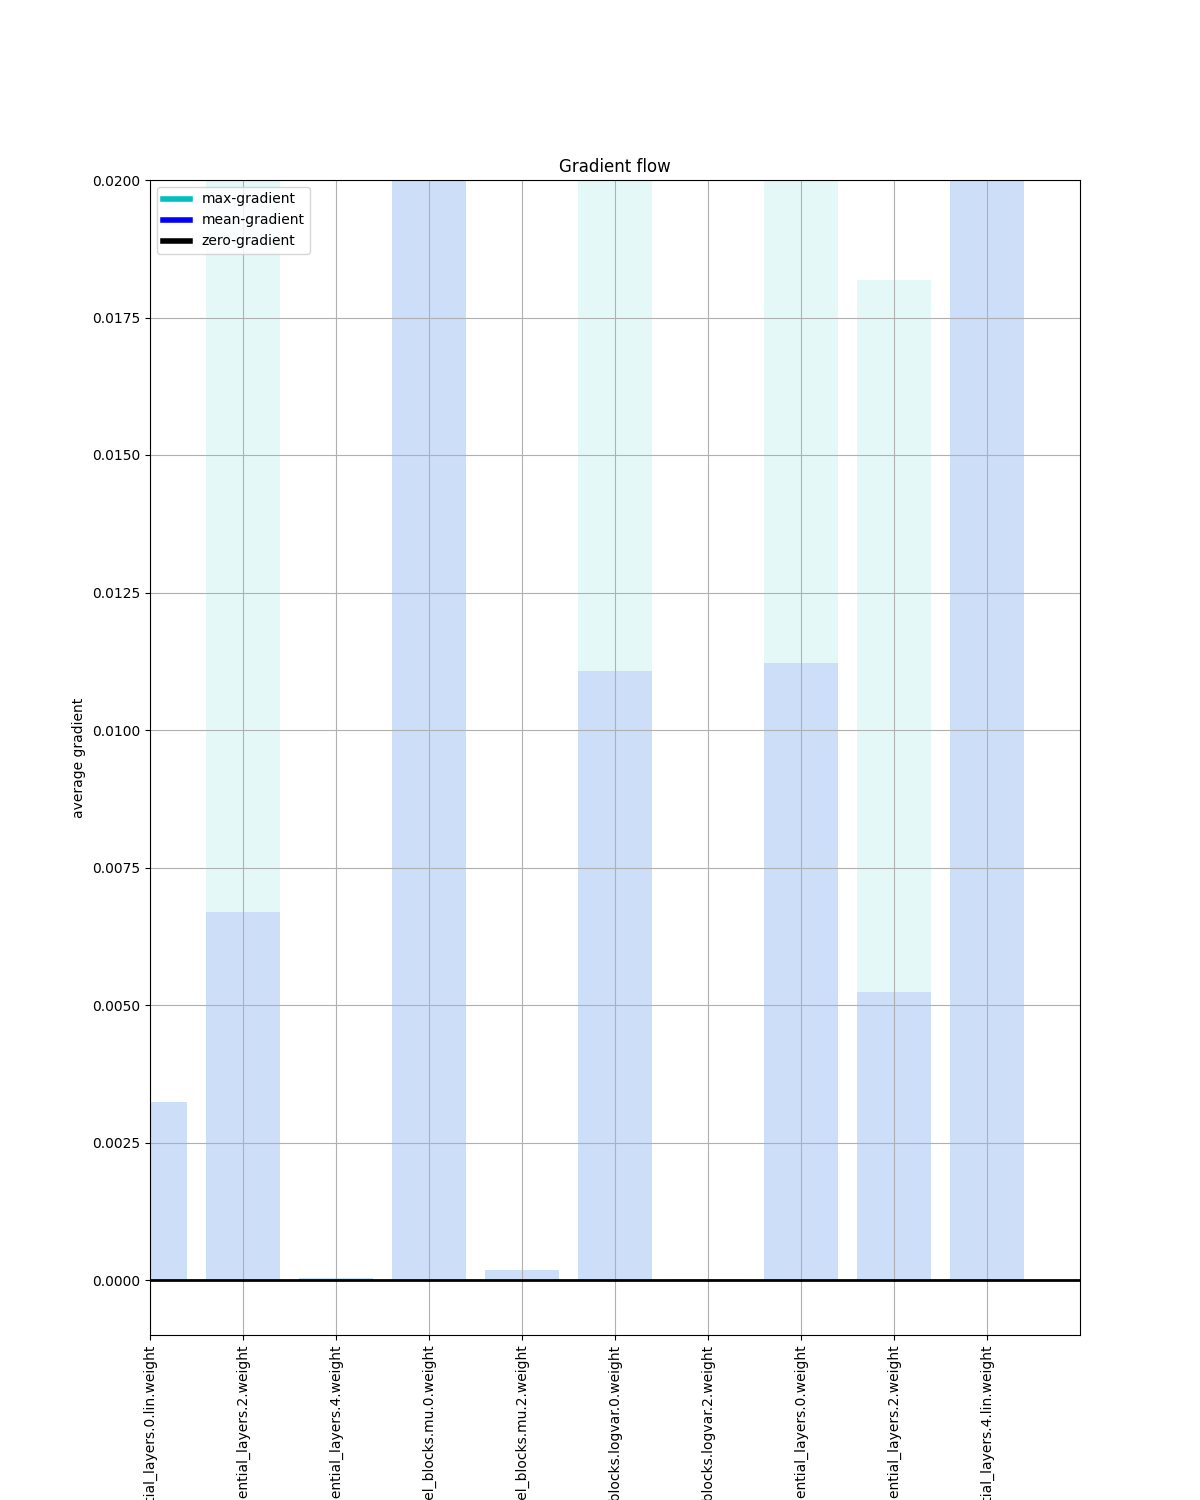 Gradient flow
max-gradient
mean-gradient
zero-gradient
0.0200
0.0175
0.0150
0.0125
0.0100
0.0075
0.0050
0.0025
0.0000
average gradient
tial_layers.0.lin.weight
ential_layers.2.weight
ential_layers.4.weight
el_blocks.mu.0.weight
el_blocks.mu.2.weight
blocks.logvar.0.weight
blocks.logvar.2.weight
ential_layers.0.weight
ential_layers.2.weight
tial_layers.4.lin.weight